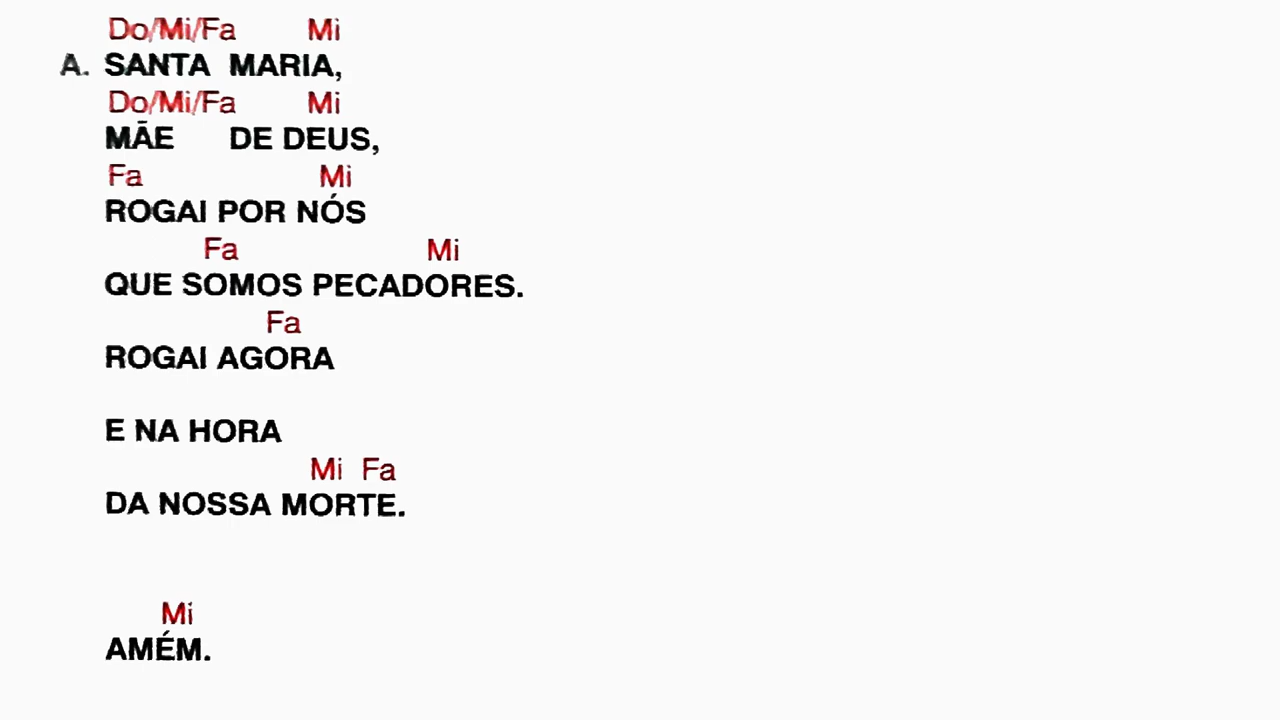 Do/Mi/Fa Mi
A. SANTA MARIA,
Do/Mi/Fa Mi
MÃE DE DEUS,
Fa Mi
ROGAI POR NÓS
Fa Mi
QUE SOMOS PECADORES.
Fa
ROGAI AGORA
E NA HORA
Mi Fa
DA NOSSA MORTE.
Mi
AMÉM.